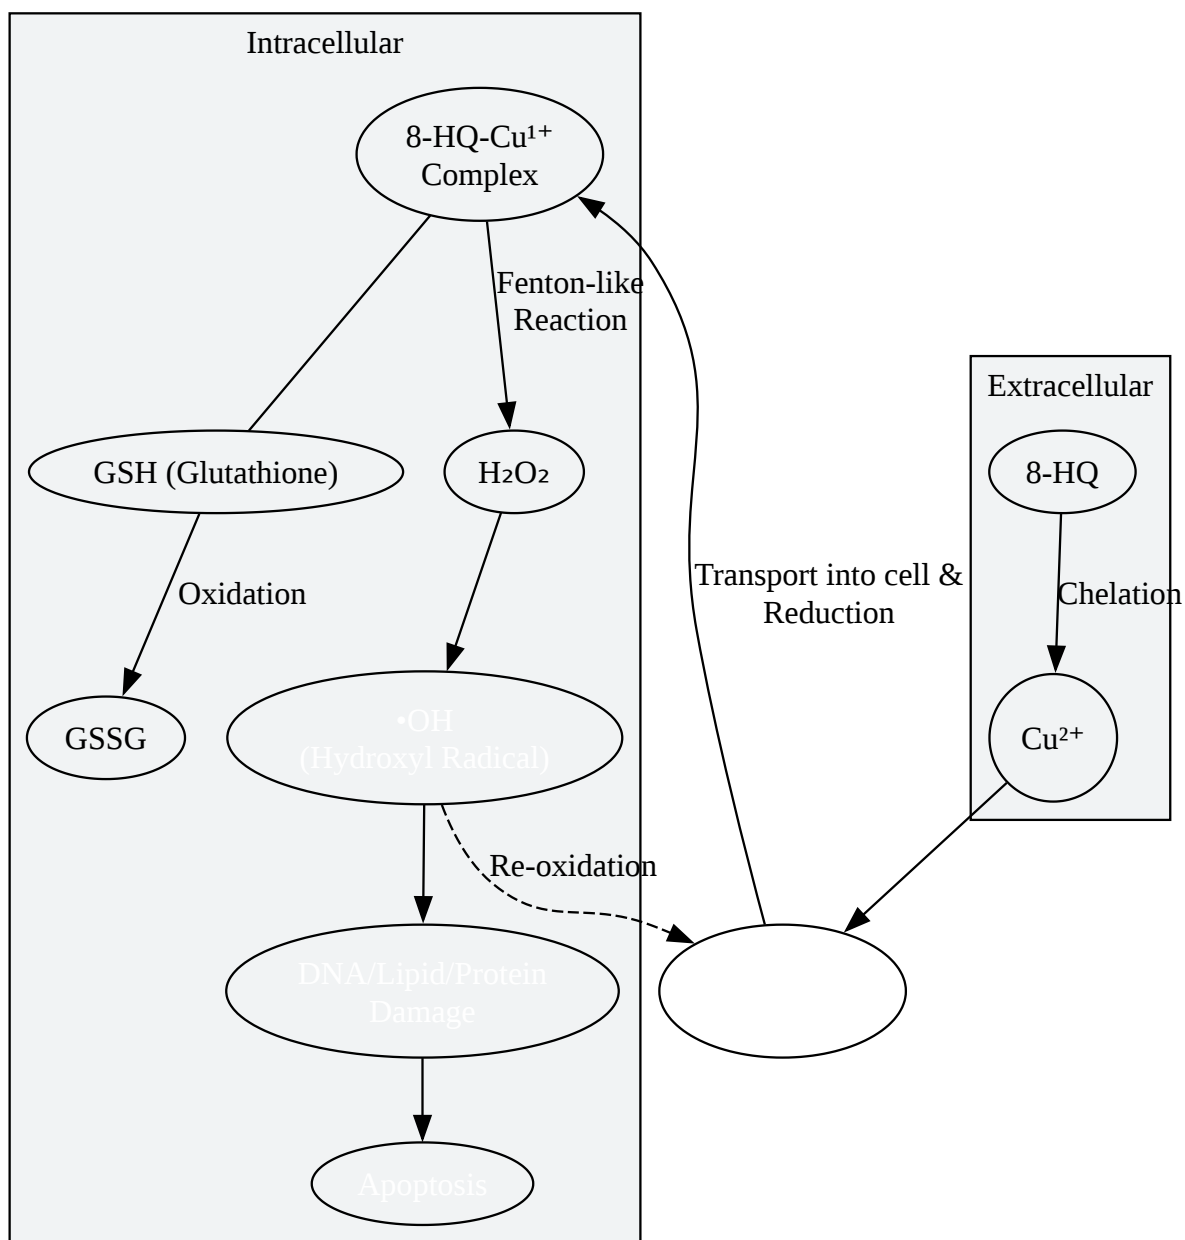 Intracellular
8-HQ-Cu¹⁺
Complex
Fenton-like
Reaction
Extracellular
GSH (Glutathione)
H₂O₂
8-HQ
Transport into cell &
Reduction
Oxidation
Chelation
•OH
(Hydroxyl Radical)
GSSG
Cu²⁺
Re-oxidation
DNA/Lipid/Protein
Damage
Apoptosis